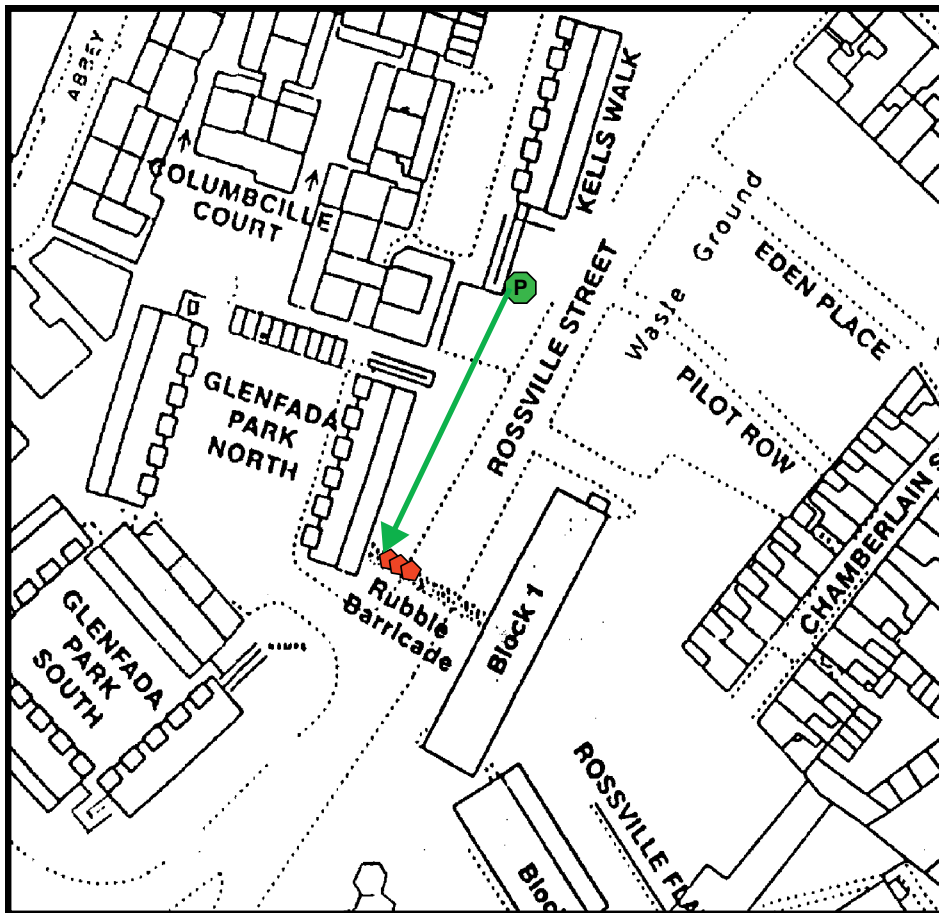 ABBEY
COLUMBCILLE
COURT
KELLS WALK
P
ROSSVILLE STREET
Waste Ground
EDEN PLACE
PILOT ROW
GLENFADA
PARK
NORTH
CHAMBERLAIN S
Rubble
Barricade
Block 1
GLENFADA
PARK
SOUTH
ROSSVILLE FLA
Bloc